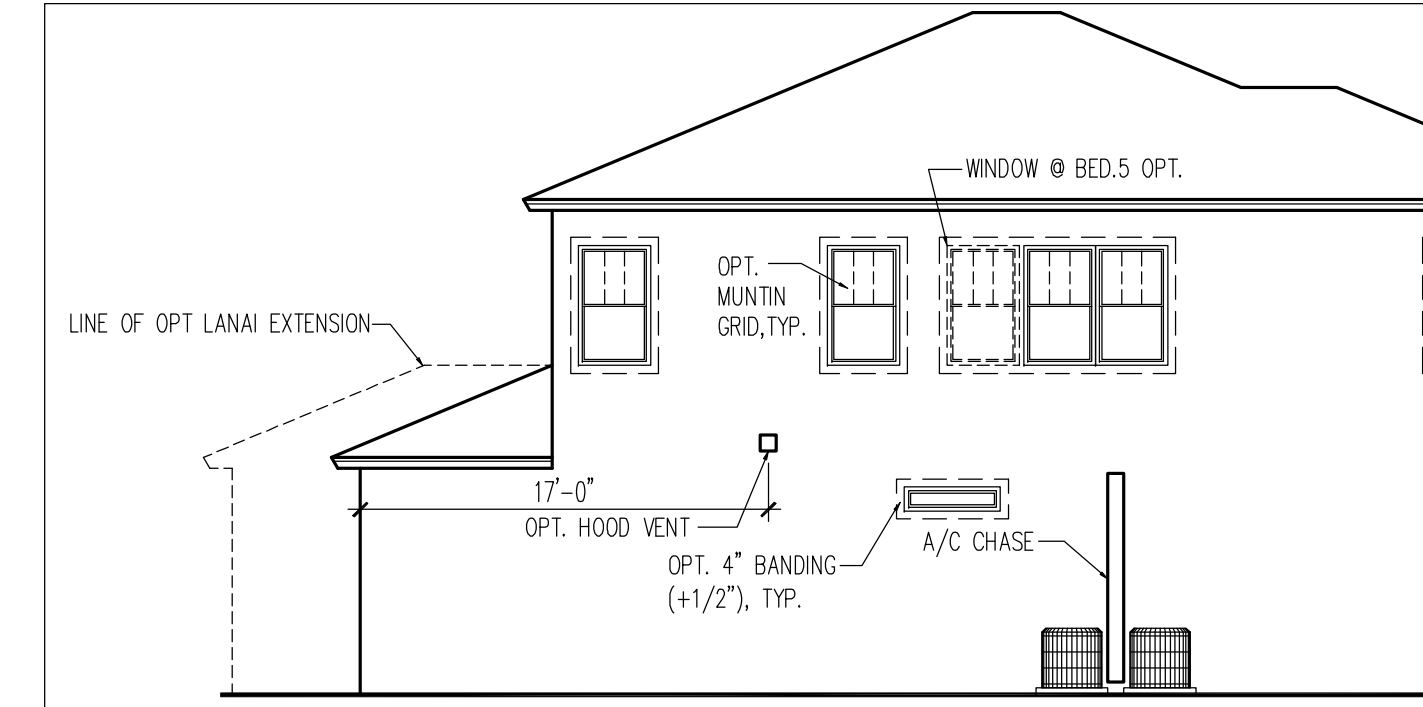 WINDOW @ BED.5 OPT.
OPT.
MUNTIN
GRID,TYP.
LINE OF OPT LANAI EXTENSION
17'-0"
OPT. HOOD VENT
OPT. 4" BANDING
(+1/2"), TYP.
A/C CHASE